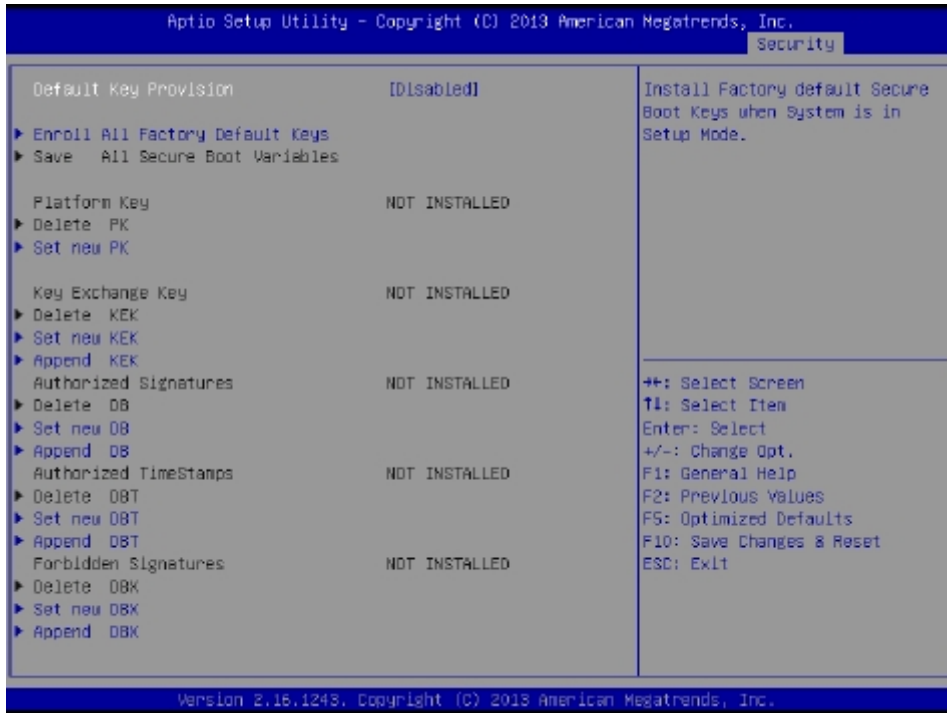 Aptio Setup Utility - Copyright (C) 2013 American Megatrends, Inc.
Security
Default Key Provision [Disabled]
▶ Enroll All Factory Default Keys
▶ Save All Secure Boot Variables
Platform Key NOT INSTALLED
▶ Delete PK
▶ Set new PK
Key Exchange Key NOT INSTALLED
▶ Delete KEK
▶ Set new KEK
▶ Append KEK
Authorized Signatures NOT INSTALLED
▶ Delete DB
▶ Set new DB
▶ Append DB
Authorized TimeStamps NOT INSTALLED
▶ Delete DBT
▶ Set new DBT
▶ Append DBT
Forbidden Signatures NOT INSTALLED
▶ Delete DBX
▶ Set new DBX
▶ Append DBX
Install Factory default Secure
Boot Keys when System is in
Setup Mode.
→←: Select Screen
↑↓: Select Item
Enter: Select
+/-: Change Opt.
F1: General Help
F2: Previous Values
F5: Optimized Defaults
F10: Save Changes & Reset
ESC: Exit
Version 2.16.1243. Copyright (C) 2013 American Megatrends, Inc.